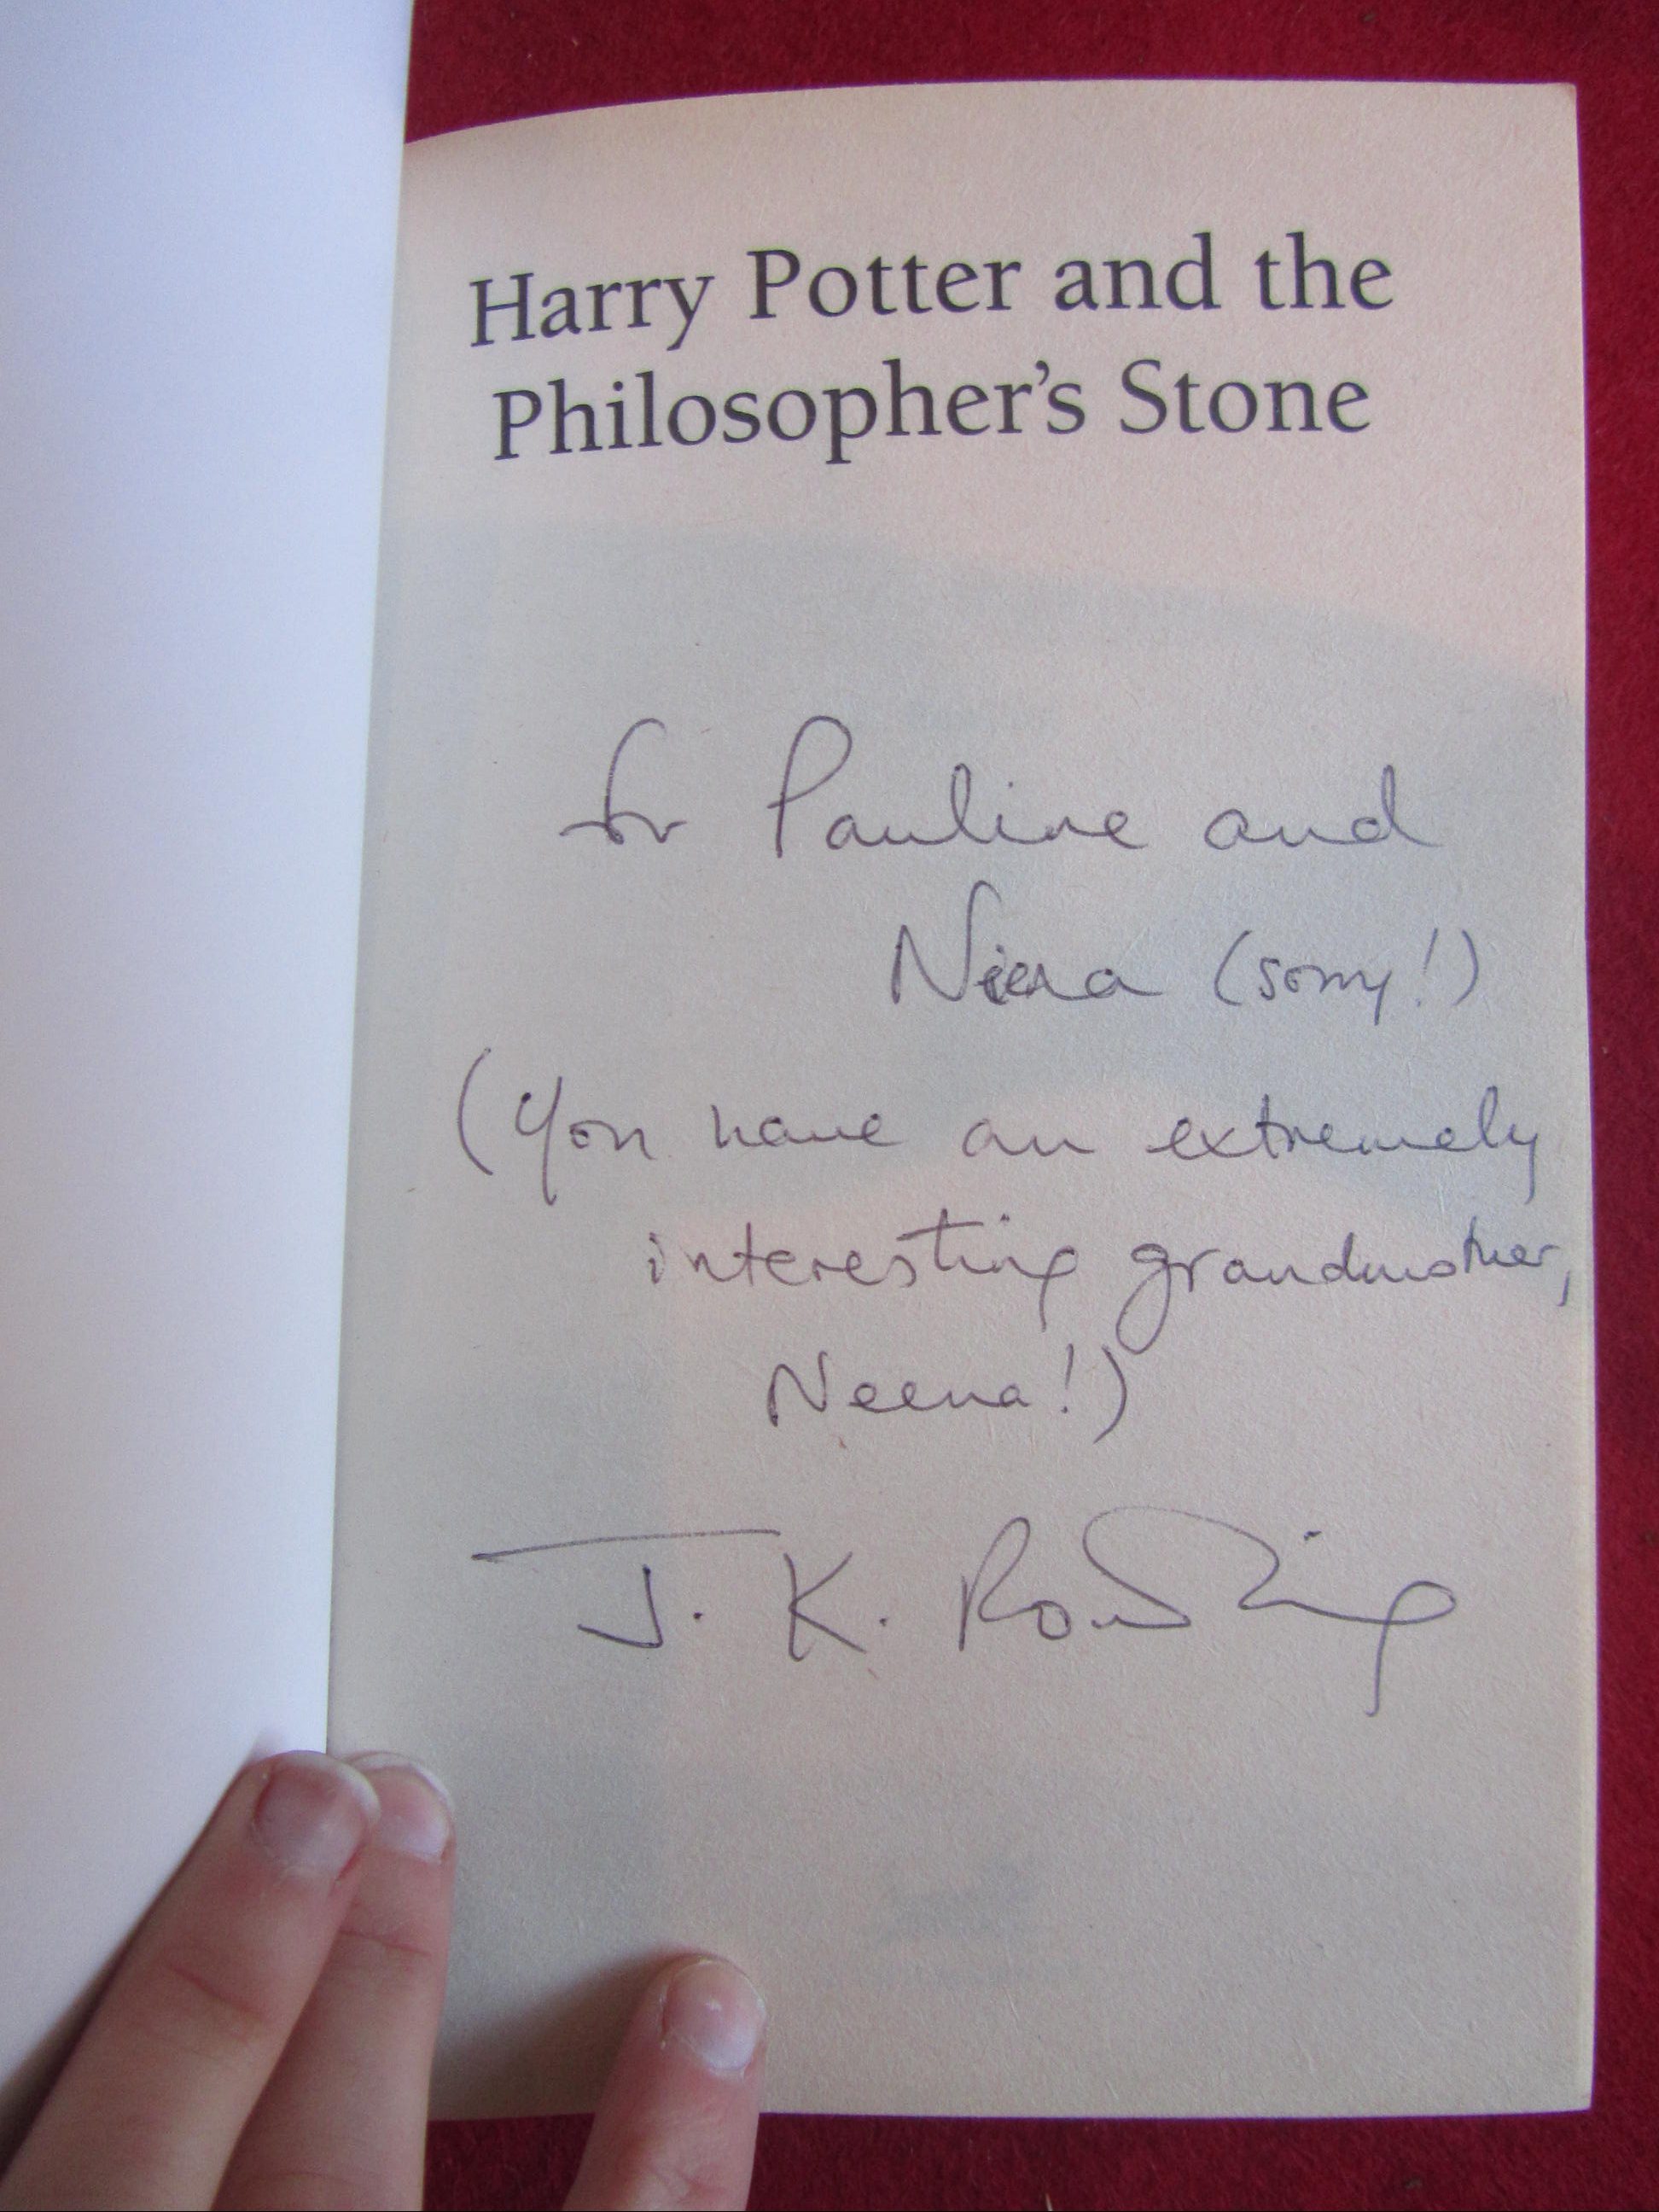 Harry Potter and the
Philosopher's Stone
for Pauline and
Neena (sorry!)
(You have an extremely
interesting grandmother,
Neena!)
J. K. Rowling